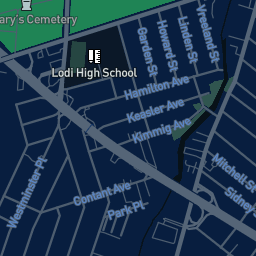 ary's Cemetery
Lodi High School
Garden St
Howard St
Linden St
Vreeland St
Hamilton Ave
Kessler Ave
Kimmig Ave
Westminster Pl
Contant Ave
Park Pl
Mitchell St
Sidney S